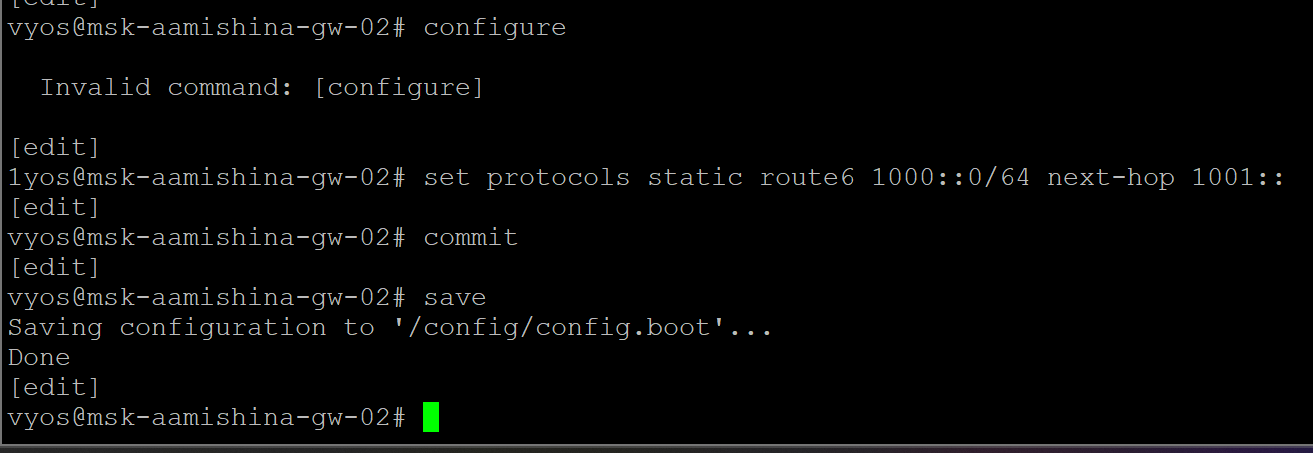 [edit]
vyos@msk-aamishina-gw-02# configure
Invalid command: [configure]
[edit]
1yos@msk-aamishina-gw-02# set protocols static route6 1000::0/64 next-hop 1001::
[edit]
vyos@msk-aamishina-gw-02# commit
[edit]
vyos@msk-aamishina-gw-02# save
Saving configuration to '/config/config.boot'...
Done
[edit]
vyos@msk-aamishina-gw-02#